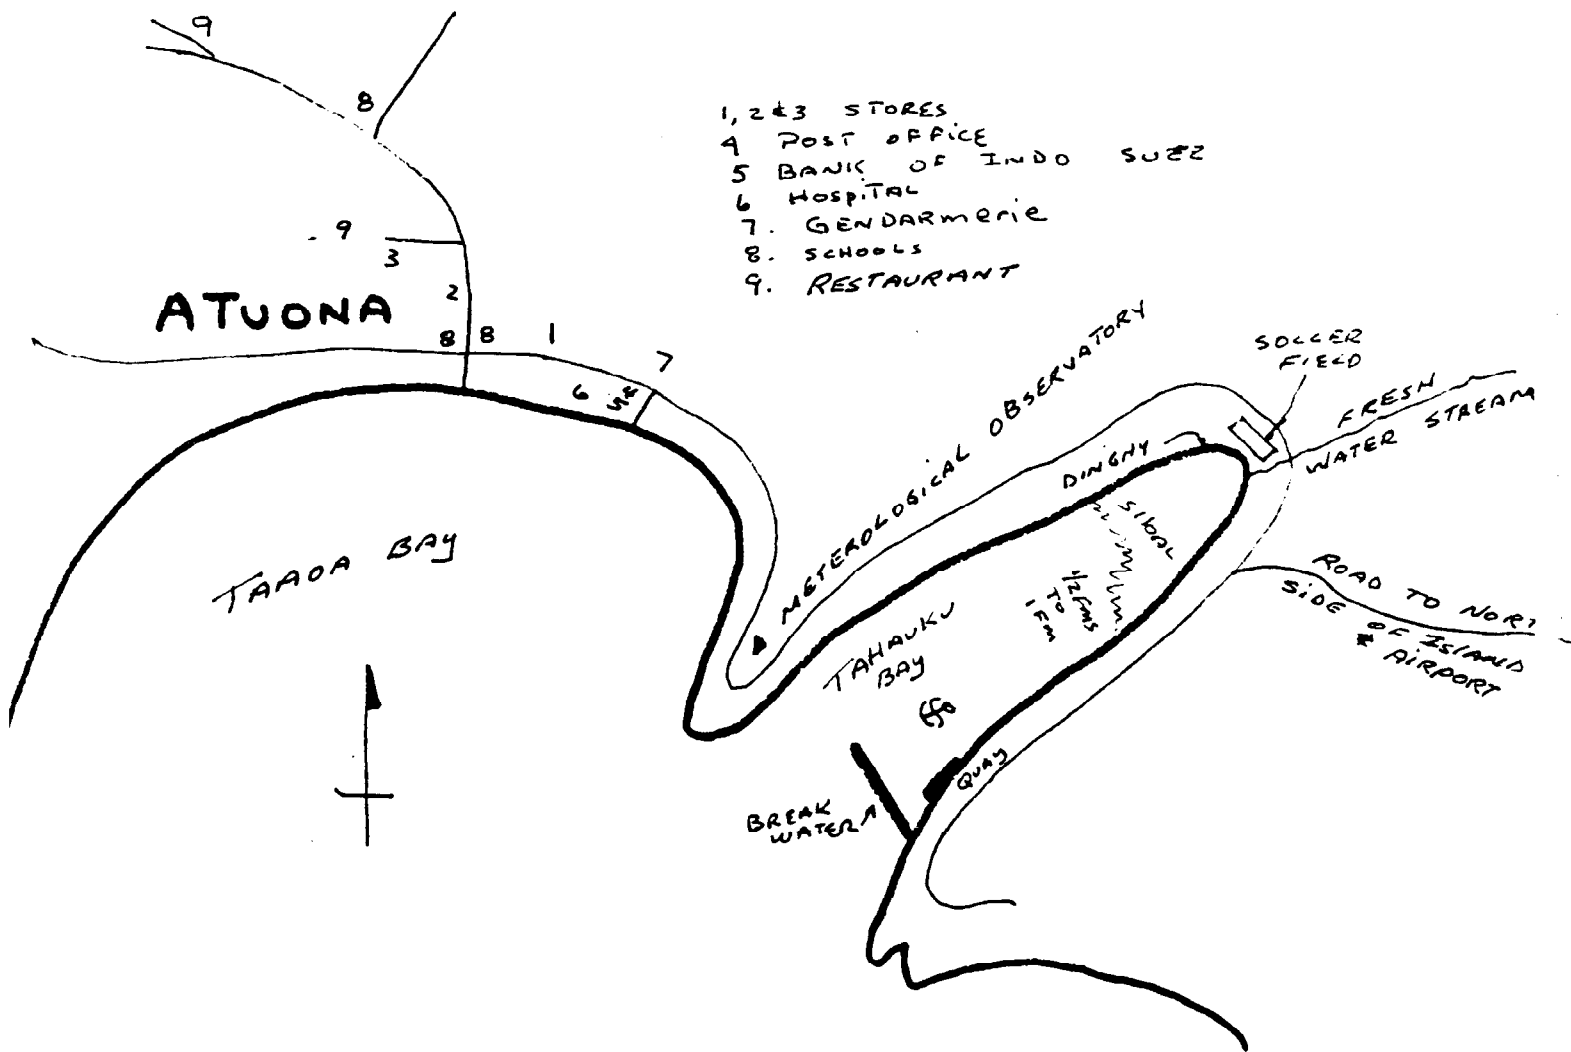 9
8
1, 2 & 3 STORES
4 POST OFFICE
5 BANK OF INDO SUEZ
6 HOSPITAL
7. GENDARMERIE
8. SCHOOLS
9. RESTAURANT
9
3
2
ATUONA
8 8 1
7
6 5 4
METEROLOGICAL OBSERVATORY
SOCCER
FIELD
FRESH
WATER STREAM
DINGHY
SHOAL
TAAOA BAY
1/2 FMS
TO
1 FM
ROAD TO NORT
SIDE OF ISLAND
& AIRPORT
TAHAUKU
BAY
QUAY
BREAK
WATER